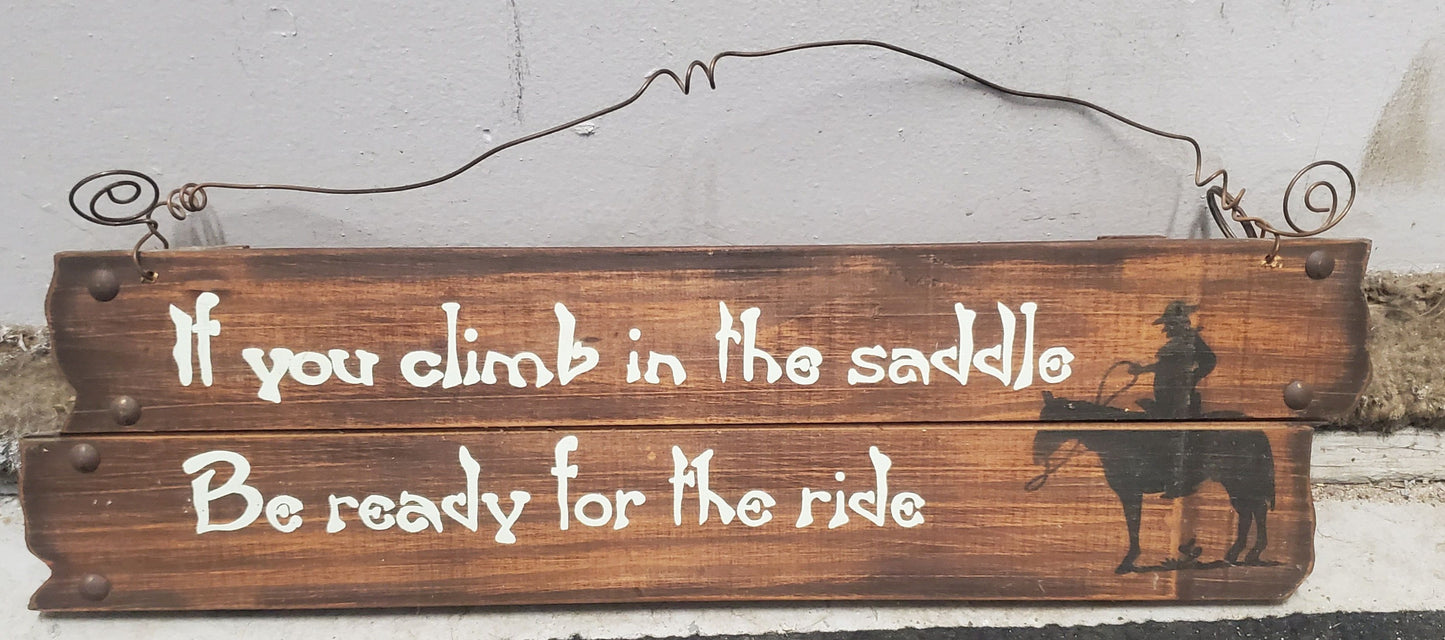 If you climb in the saddle
Be ready for the ride